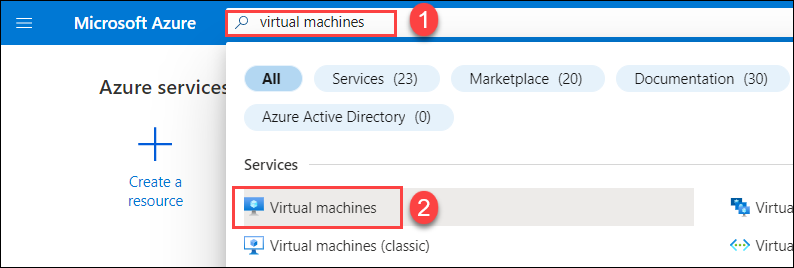 Microsoft Azure
virtual machines
1
All
Services (23)
Marketplace (20)
Documentation (30)
Azure Active Directory (0)
Azure services
Create a
resource
Services
Virtual machines
2
Virtua
Virtual machines (classic)
Virtua